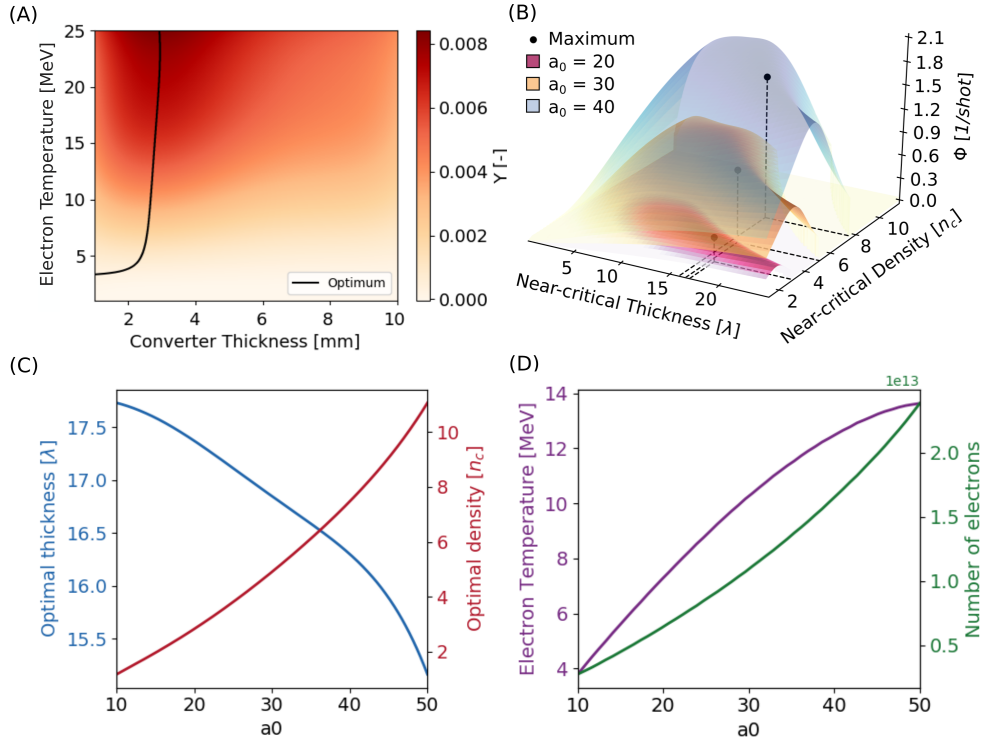 (A)
25
20
15
10
5
Electron Temperature [MeV]
2
4
6
8
10
Converter Thickness [mm]
Optimum
0.008
0.006
0.004
0.002
0.000
Y [-]
(B)
Maximum
a₀ = 20
a₀ = 30
a₀ = 40
2.1
1.8
1.5
1.2
0.9
0.6
0.3
0.0
Φ [1/shot]
5
10
15
20
Near-critical Thickness [λ]
2
4
6
8
10
Near-critical Density [n_c]
(C)
17.5
17.0
16.5
16.0
15.5
Optimal thickness [λ]
10
8
6
4
2
Optimal density [n_c]
10
20
30
40
50
a0
(D)
1e13
14
12
10
8
6
4
Electron Temperature [MeV]
2.0
1.5
1.0
0.5
Number of electrons
10
20
30
40
50
a0